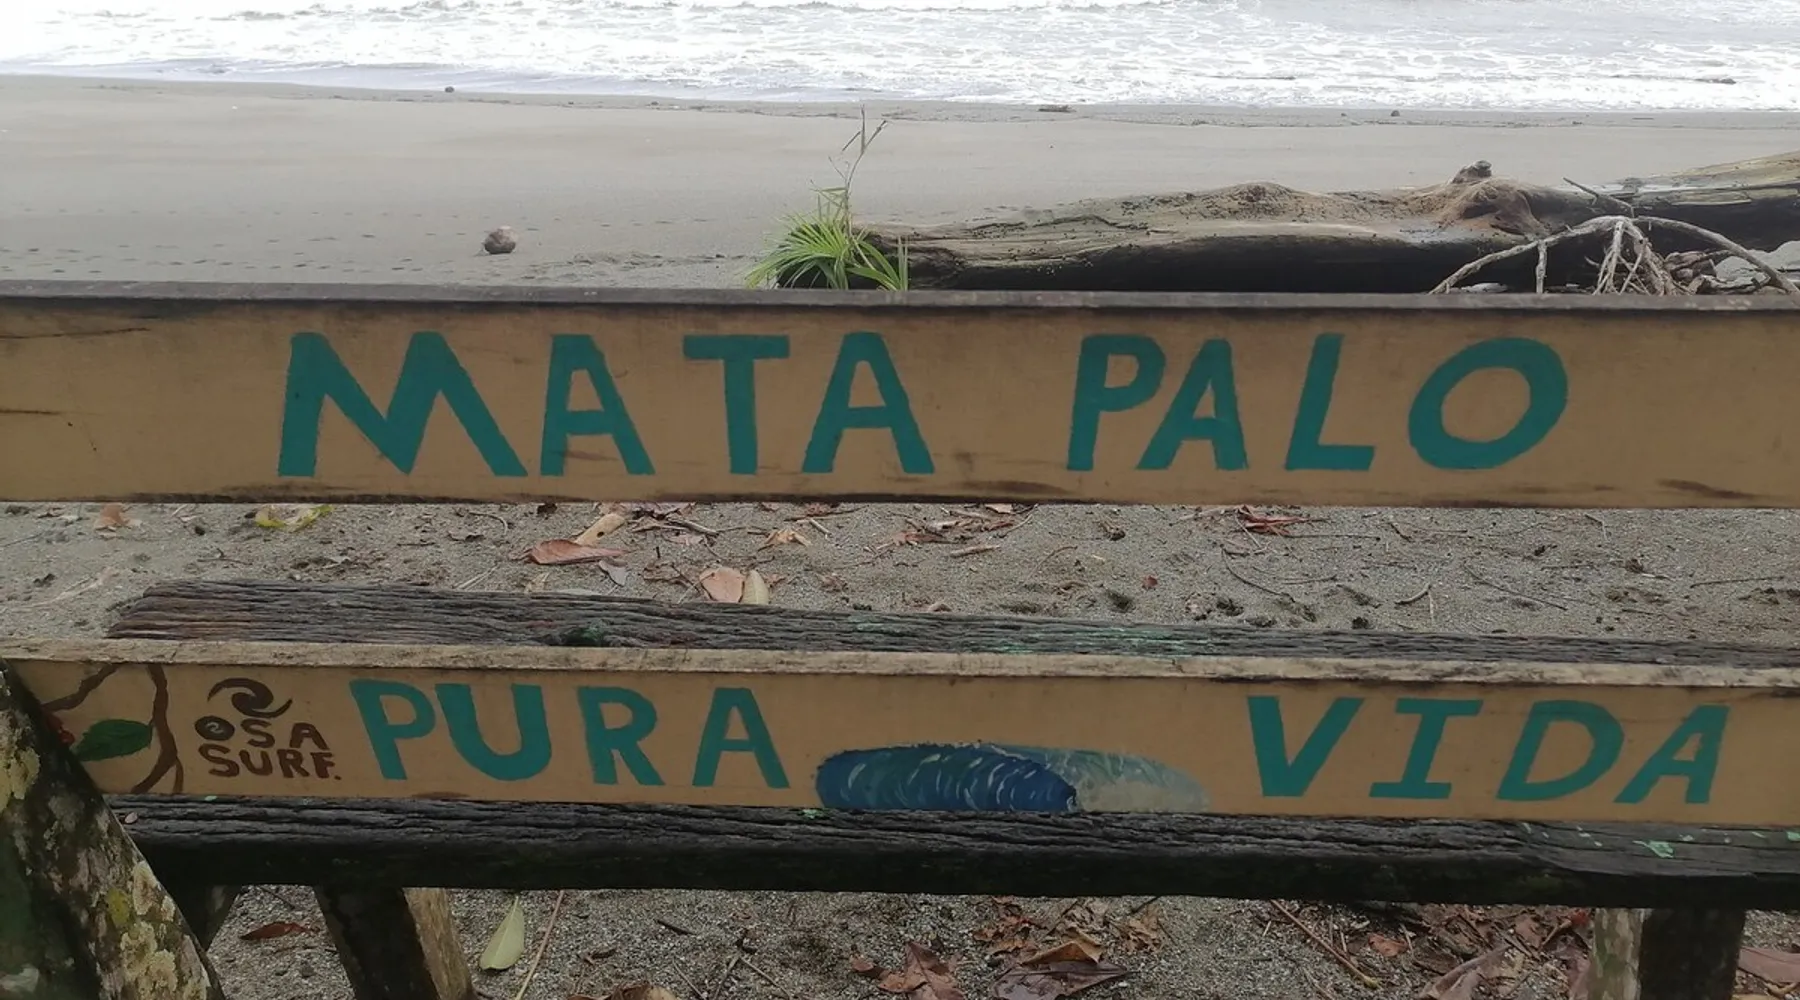 MATA PALO
OSA
SURF.
PURA VIDA